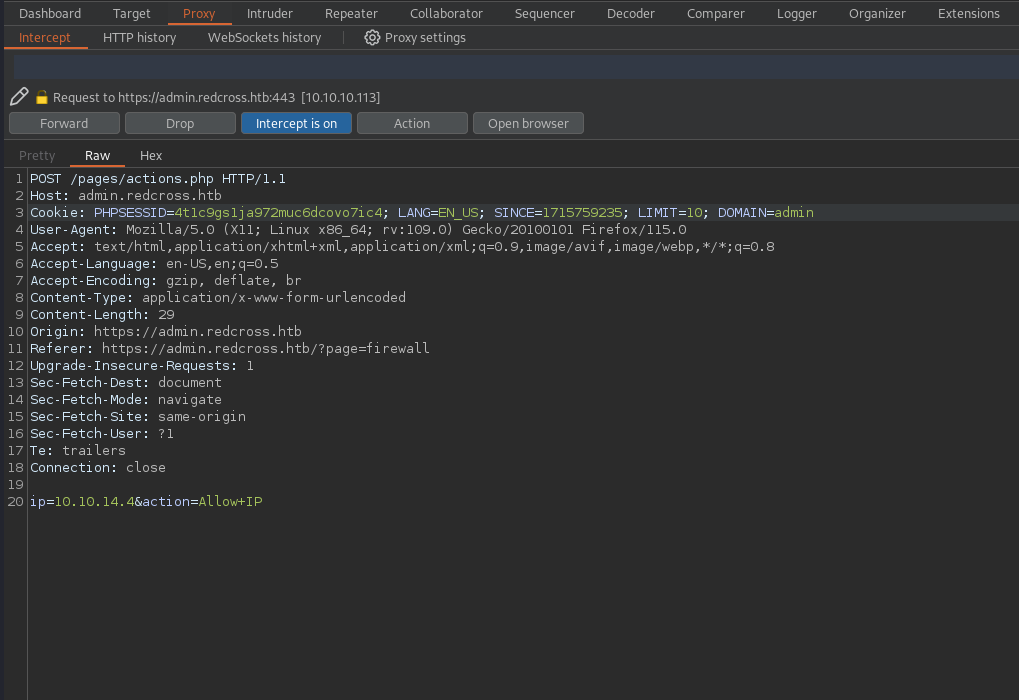 Dashboard Target Proxy Intruder Repeater Collaborator Sequencer Decoder Comparer Logger Organizer Extensions
Intercept HTTP history WebSockets history Proxy settings
Request to https://admin.redcross.htb:443 [10.10.10.113]
Forward Drop Intercept is on Action Open browser
Pretty Raw Hex
1 POST /pages/actions.php HTTP/1.1
2 Host: admin.redcross.htb
3 Cookie: PHPSESSID=4t1c9gs1ja972muc6dcovo7ic4; LANG=EN_US; SINCE=1715759235; LIMIT=10; DOMAIN=admin
4 User-Agent: Mozilla/5.0 (X11; Linux x86_64; rv:109.0) Gecko/20100101 Firefox/115.0
5 Accept: text/html,application/xhtml+xml,application/xml;q=0.9,image/avif,image/webp,*/*;q=0.8
6 Accept-Language: en-US,en;q=0.5
7 Accept-Encoding: gzip, deflate, br
8 Content-Type: application/x-www-form-urlencoded
9 Content-Length: 29
10 Origin: https://admin.redcross.htb
11 Referer: https://admin.redcross.htb/?page=firewall
12 Upgrade-Insecure-Requests: 1
13 Sec-Fetch-Dest: document
14 Sec-Fetch-Mode: navigate
15 Sec-Fetch-Site: same-origin
16 Sec-Fetch-User: ?1
17 Te: trailers
18 Connection: close
19
20 ip=10.10.14.4&action=Allow+IP